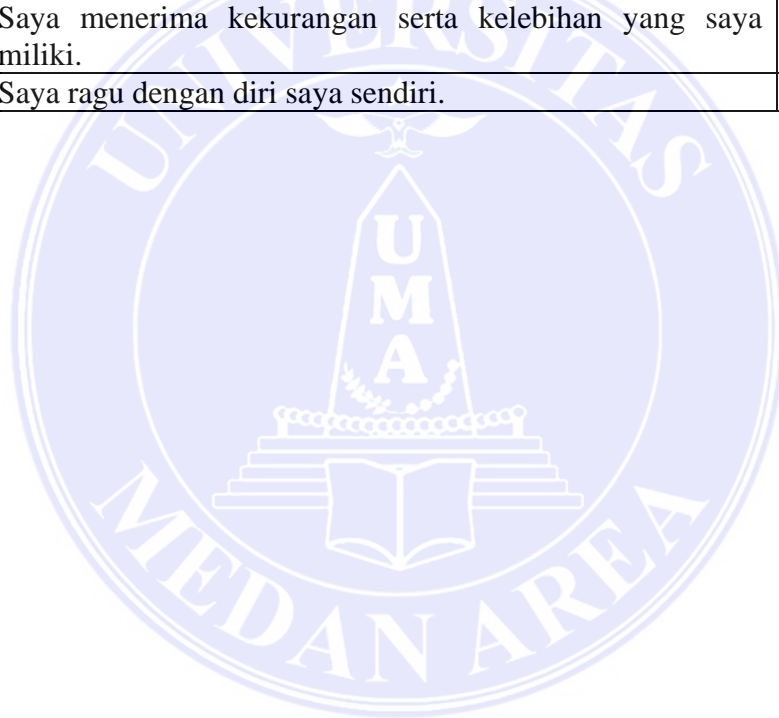 Saya menerima kekurangan serta kelebihan yang saya
miliki.
Saya ragu dengan diri saya sendiri.
UNIVERSITAS
U
M
A
MEDAN AREA